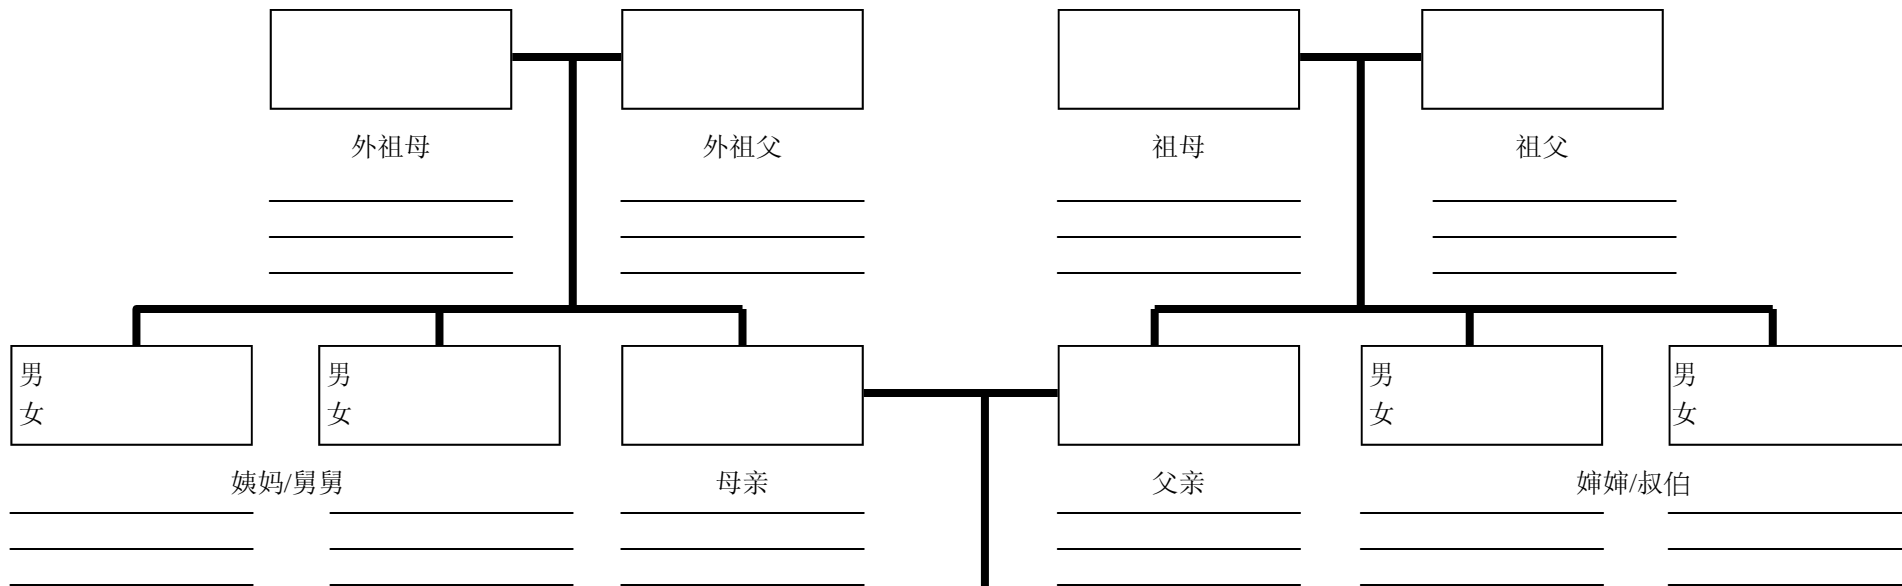 外祖母
外祖父
祖母
祖父
男
女
男
女
男
女
男
女
姨妈/舅舅
母亲
父亲
婶婶/叔伯